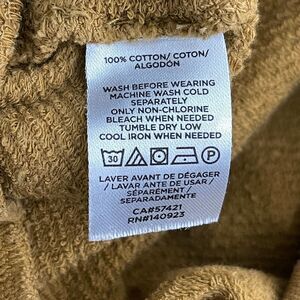 100% COTTON/ COTON/
ALGODÓN
WASH BEFORE WEARING
MACHINE WASH COLD
SEPARATELY
ONLY NON-CHLORINE
BLEACH WHEN NEEDED
TUMBLE DRY LOW
COOL IRON WHEN NEEDED
30 P
LAVER AVANT DE DÉGAGER
/ LAVAR ANTE DE USAR /
SÉPARÉMENT /
SEPARADAMENTE
CA#57421
RN#140923